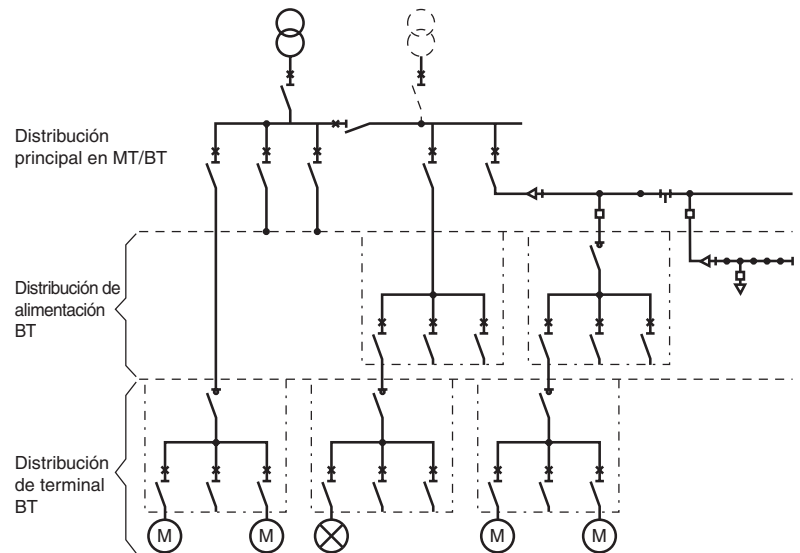 Distribución
principal en MT/BT
Distribución de
alimentación
BT
Distribución
de terminal
BT
M
M
M
M